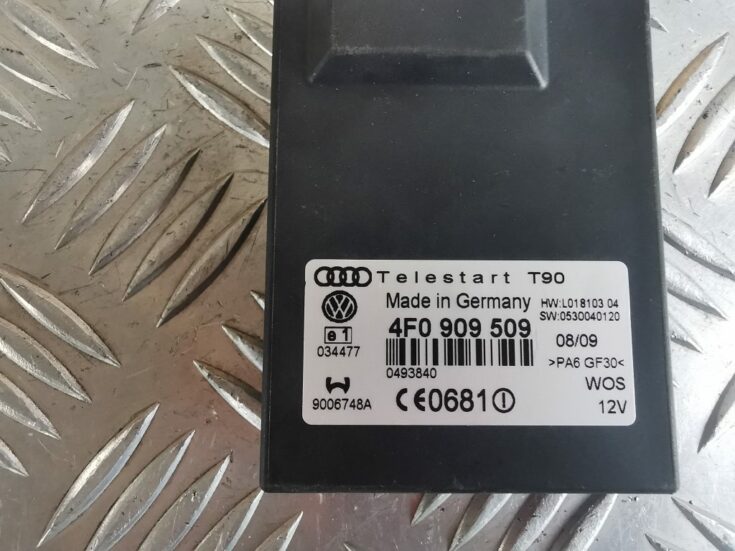 Telestart T90
Made in Germany
HW:L018103 04
SW:0530040120
4F0 909 509
08/09
e1
034477
>PA6 GF30<
0493840
WOS
9006748A
CE0681
12V